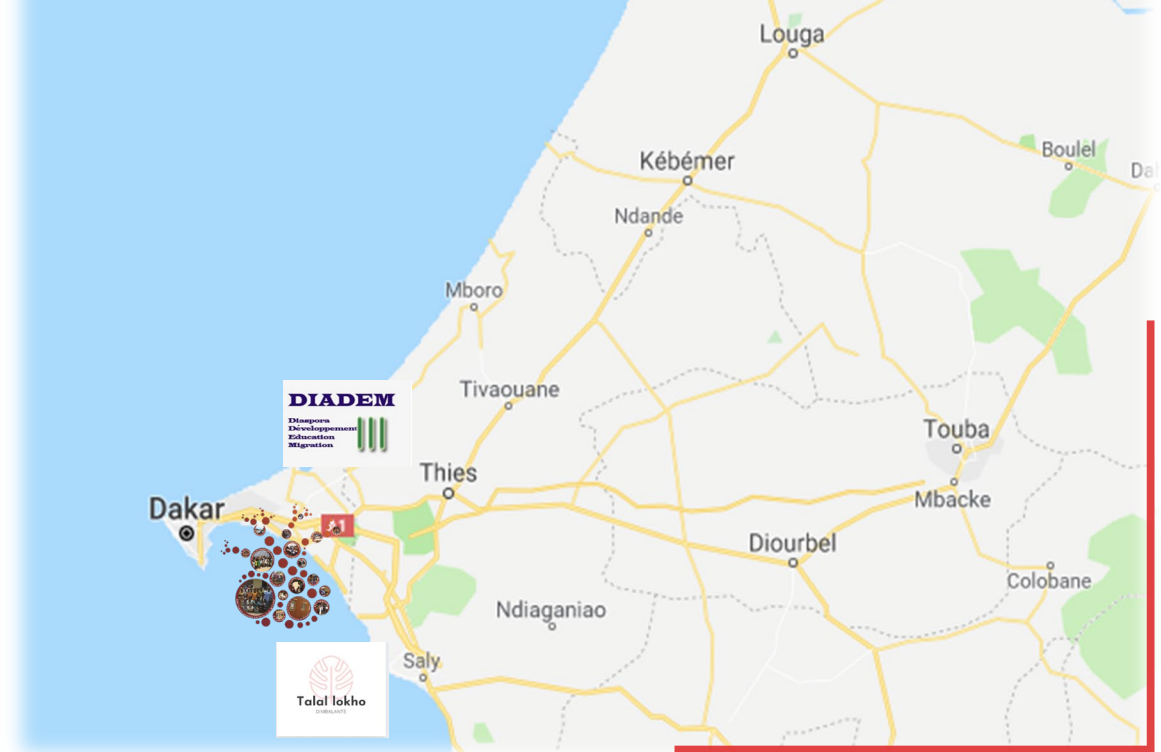 Louga
Boulel
Kébémer
Dal
Ndande
Mboro
Tivaouane
DIADEM
Diaspora
Développement
Education
Migration
Touba
Thies
Mbacke
Dakar
Diourbel
Colobane
Ndiaganiao
Saly
Talal lokho